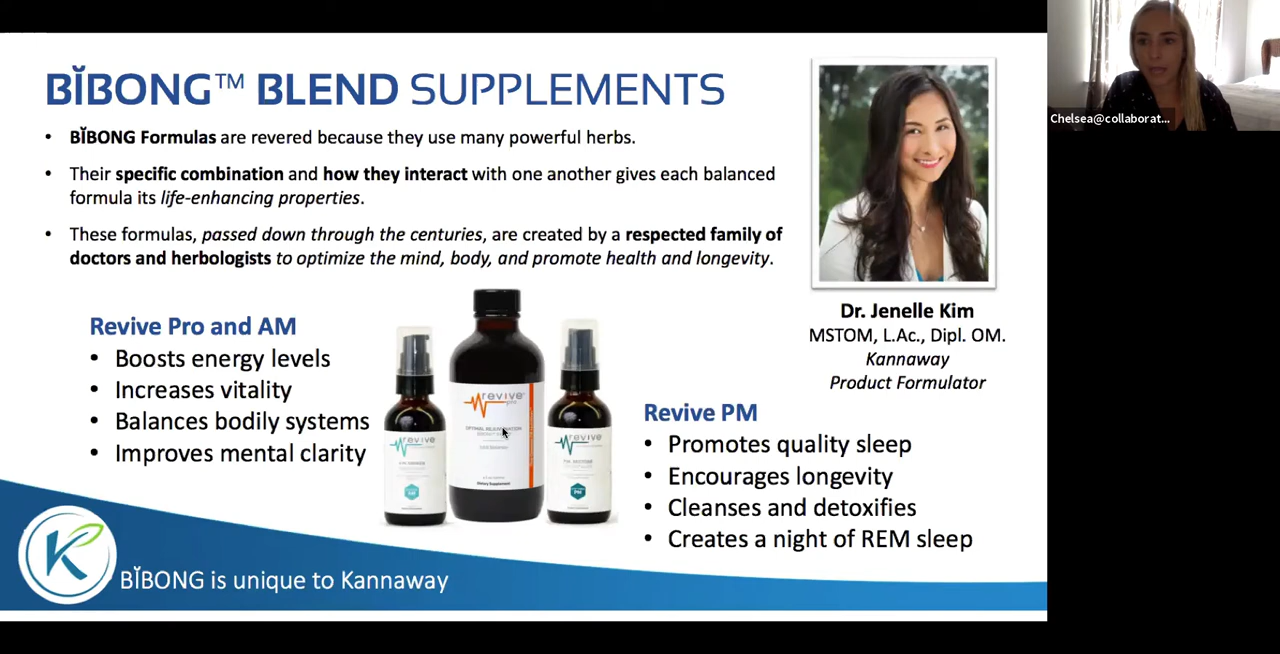 BǏBONG™ BLEND SUPPLEMENTS
• BǏBONG Formulas are revered because they use many powerful herbs.
• Their specific combination and how they interact with one another gives each balanced
formula its life-enhancing properties.
• These formulas, passed down through the centuries, are created by a respected family of
doctors and herbologists to optimize the mind, body, and promote health and longevity.
Chelsea@collaborat...
Dr. Jenelle Kim
MSTOM, L.Ac., Dipl. OM.
Kannaway
Product Formulator
Revive Pro and AM
• Boosts energy levels
• Increases vitality
• Balances bodily systems
• Improves mental clarity
revive
revive
pro
Dietary Supplement
revive
PM
Revive PM
• Promotes quality sleep
• Encourages longevity
• Cleanses and detoxifies
• Creates a night of REM sleep
K
BǏBONG is unique to Kannaway